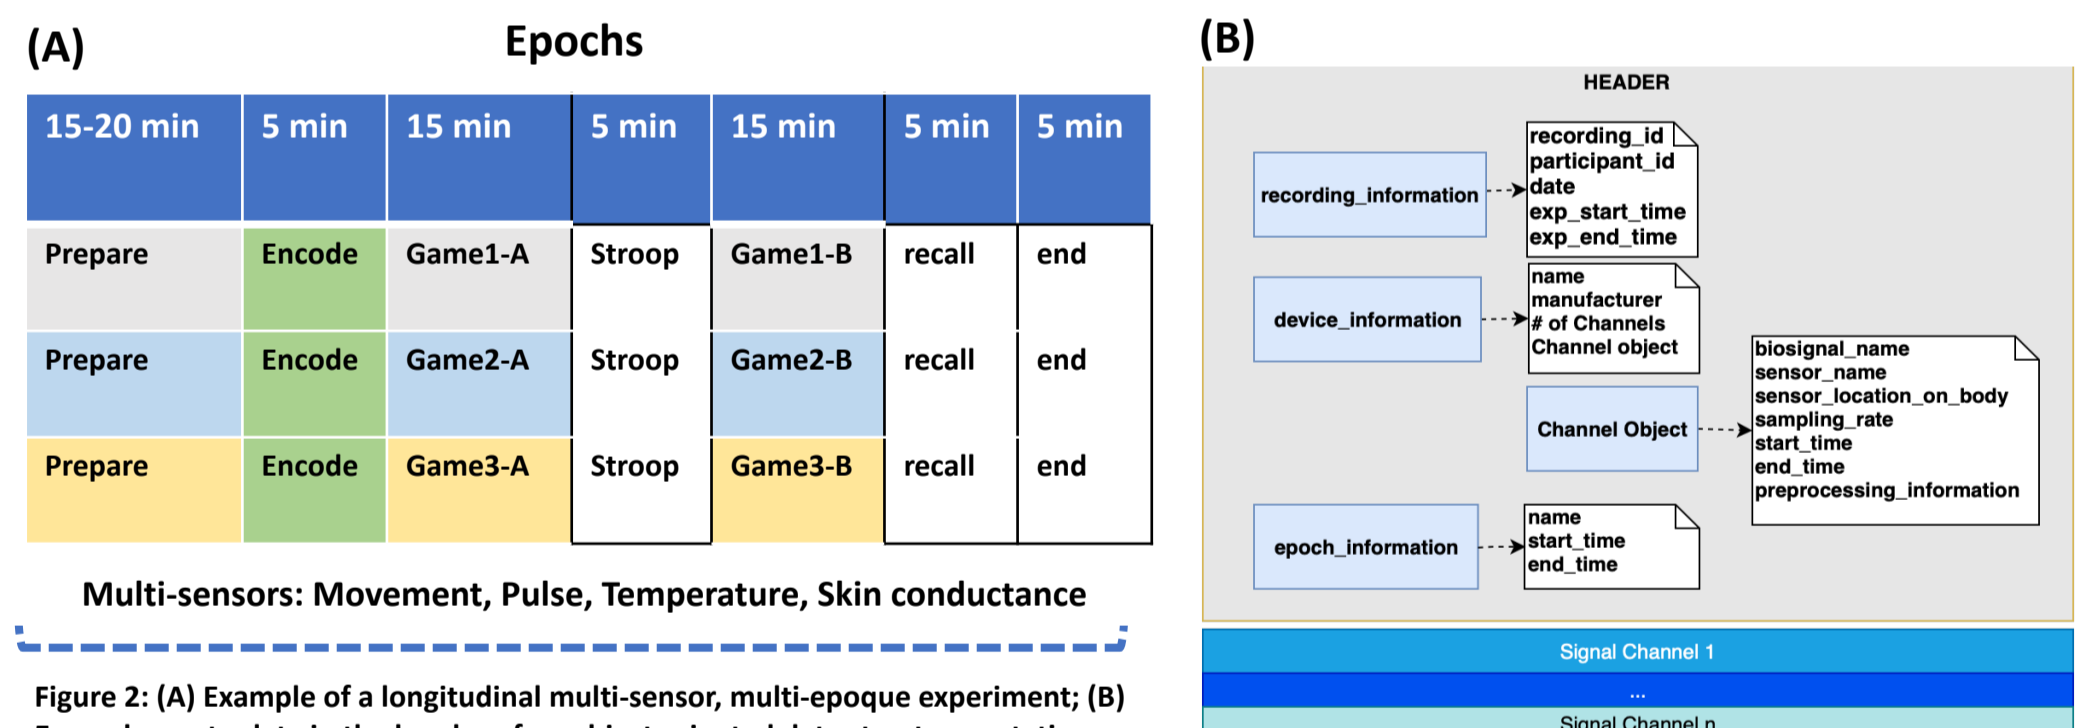 (A)
Epochs
15-20 min 5 min 15 min 5 min 15 min 5 min 5 min
Prepare Encode Game1-A Stroop Game1-B recall end
Prepare Encode Game2-A Stroop Game2-B recall end
Prepare Encode Game3-A Stroop Game3-B recall end
Multi-sensors: Movement, Pulse, Temperature, Skin conductance
Figure 2: (A) Example of a longitudinal multi-sensor, multi-epoque experiment; (B)
(B)
HEADER
recording_information
recording_id
participant_id
date
exp_start_time
exp_end_time
device_information
name
manufacturer
# of Channels
Channel object
Channel Object
biosignal_name
sensor_name
sensor_location_on_body
sampling_rate
start_time
end_time
preprocessing_information
epoch_information
name
start_time
end_time
Signal Channel 1
...
Signal Channel n